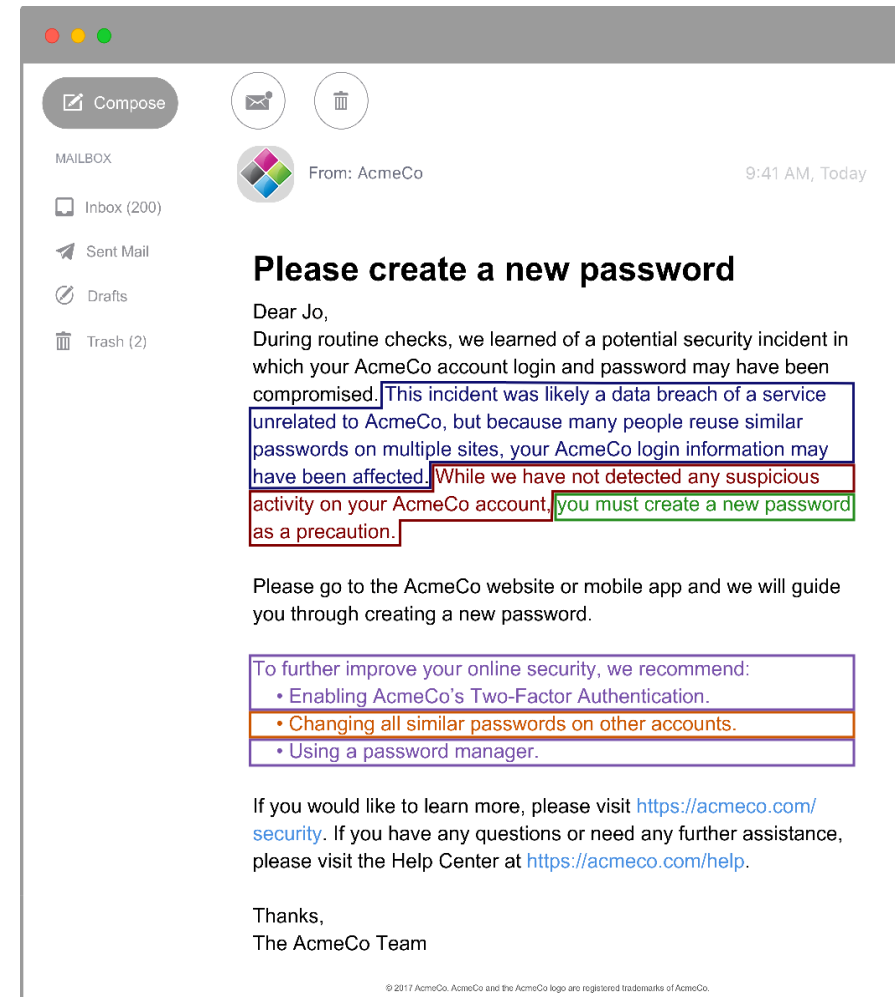 Compose
MAILBOX
From: AcmeCo
9:41 AM, Today
Inbox (200)
Sent Mail
Drafts
Trash (2)
Please create a new password
Dear Jo,
During routine checks, we learned of a potential security incident in
which your AcmeCo account login and password may have been
compromised. This incident was likely a data breach of a service
unrelated to AcmeCo, but because many people reuse similar
passwords on multiple sites, your AcmeCo login information may
have been affected. While we have not detected any suspicious
activity on your AcmeCo account, you must create a new password
as a precaution.
Please go to the AcmeCo website or mobile app and we will guide
you through creating a new password.
To further improve your online security, we recommend:
• Enabling AcmeCo’s Two-Factor Authentication.
• Changing all similar passwords on other accounts.
• Using a password manager.
If you would like to learn more, please visit https://acmeco.com/
security. If you have any questions or need any further assistance,
please visit the Help Center at https://acmeco.com/help.
Thanks,
The AcmeCo Team
© 2017 AcmeCo. AcmeCo and the AcmeCo logo are registered trademarks of AcmeCo.